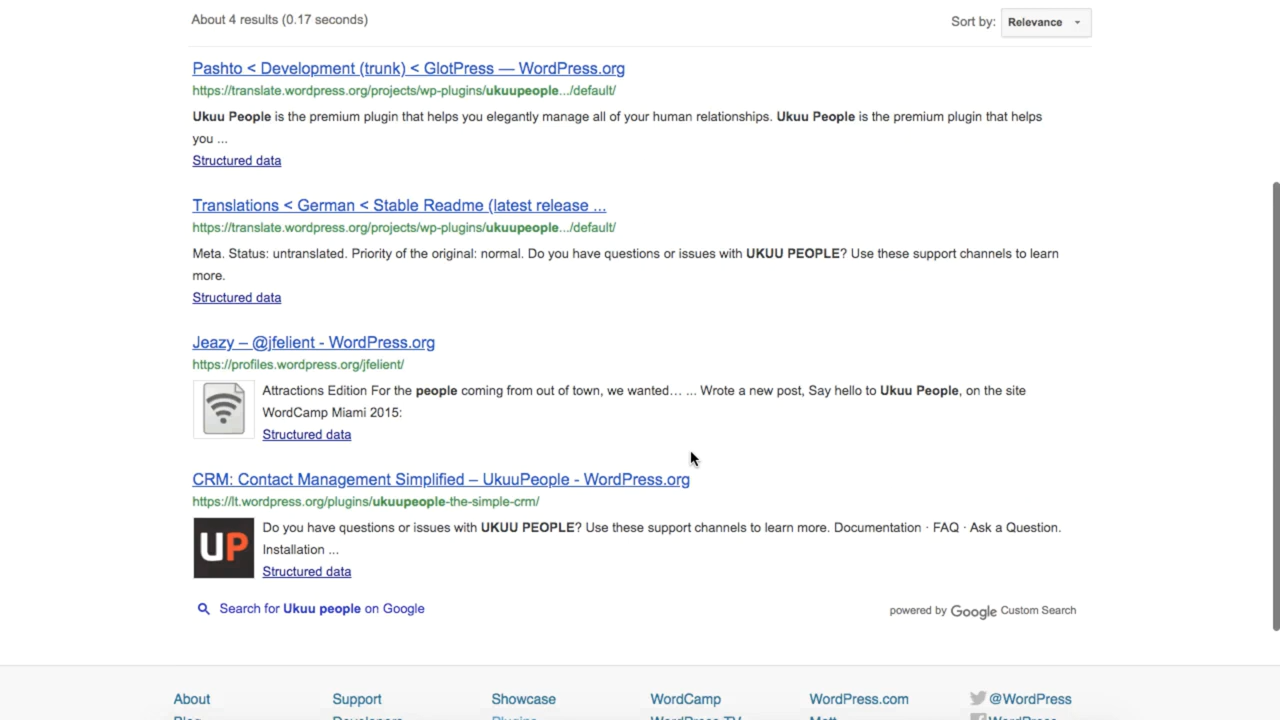 About 4 results (0.17 seconds)
Sort by: Relevance
Pashto < Development (trunk) < GlotPress — WordPress.org
https://translate.wordpress.org/projects/wp-plugins/ukuupeople.../default/
Ukuu People is the premium plugin that helps you elegantly manage all of your human relationships. Ukuu People is the premium plugin that helps
you ...
Structured data
Translations < German < Stable Readme (latest release ...
https://translate.wordpress.org/projects/wp-plugins/ukuupeople.../default/
Meta. Status: untranslated. Priority of the original: normal. Do you have questions or issues with UKUU PEOPLE? Use these support channels to learn
more.
Structured data
Jeazy – @jfelient - WordPress.org
https://profiles.wordpress.org/jfelient/
Attractions Edition For the people coming from out of town, we wanted… ... Wrote a new post, Say hello to Ukuu People, on the site
WordCamp Miami 2015:
Structured data
CRM: Contact Management Simplified – UkuuPeople - WordPress.org
https://lt.wordpress.org/plugins/ukuupeople-the-simple-crm/
UP
Do you have questions or issues with UKUU PEOPLE? Use these support channels to learn more. Documentation · FAQ · Ask a Question.
Installation ...
Structured data
Search for Ukuu people on Google
powered by Google Custom Search
About Support Showcase WordCamp WordPress.com @WordPress
Blog Developers Plugins WordPress.TV Matt WordPress